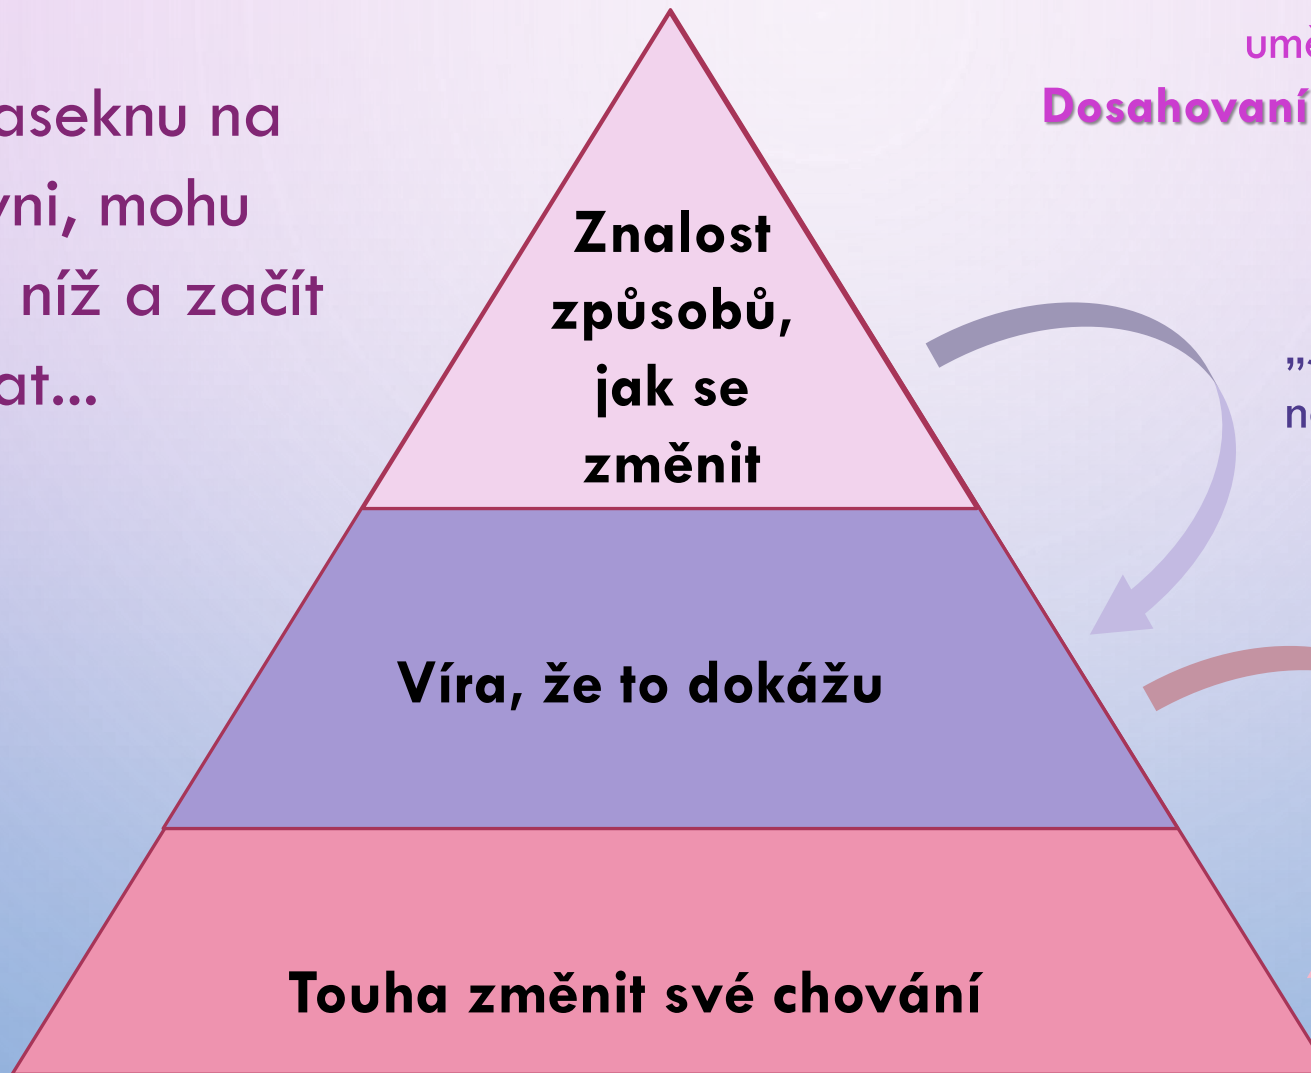 aseknu na
vni, mohu
níž a začít
at...
Znalost
způsobů,
jak se
změnit
Víra, že to dokážu
Touha změnit své chování
umě
Dosahovaní